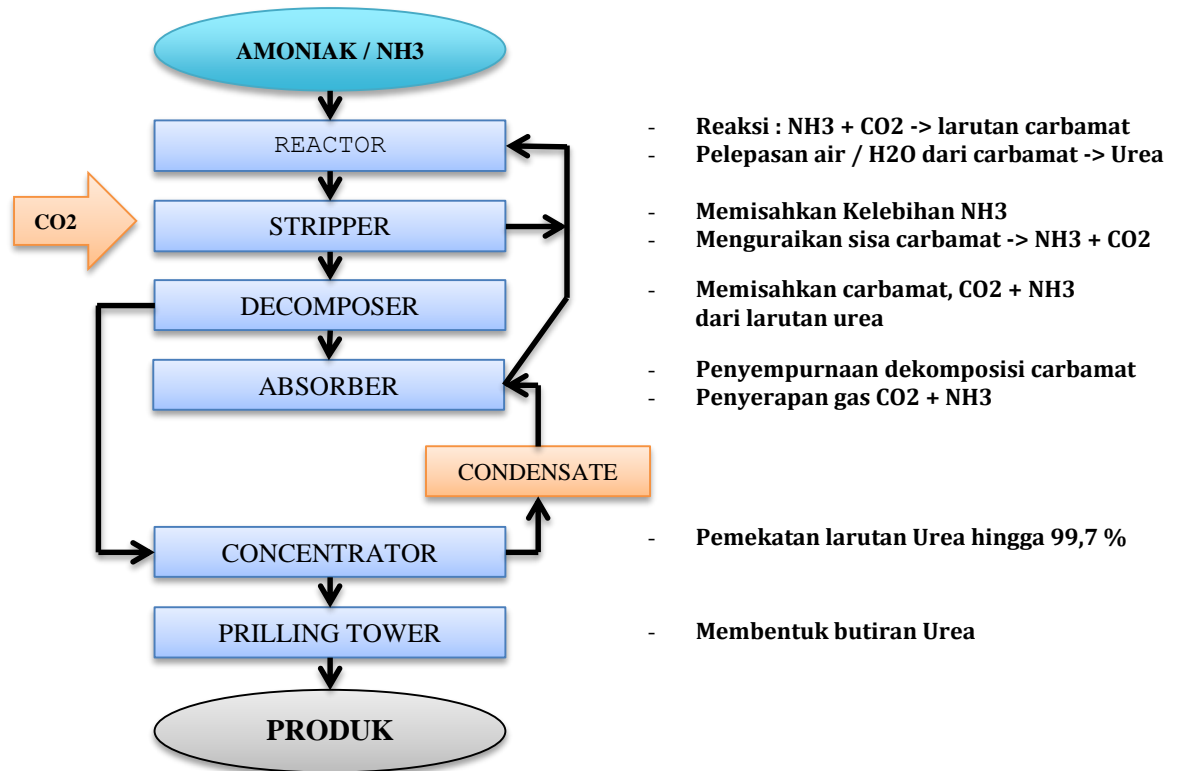 AMONIAK / NH3
REACTOR
- Reaksi : NH3 + CO2 -> larutan carbamat
- Pelepasan air / H2O dari carbamat -> Urea
CO2
STRIPPER
- Memisahkan Kelebihan NH3
- Menguraikan sisa carbamat -> NH3 + CO2
DECOMPOSER
- Memisahkan carbamat, CO2 + NH3
dari larutan urea
ABSORBER
- Penyempurnaan dekomposisi carbamat
- Penyerapan gas CO2 + NH3
CONDENSATE
CONCENTRATOR
- Pemekatan larutan Urea hingga 99,7 %
PRILLING TOWER
- Membentuk butiran Urea
PRODUK